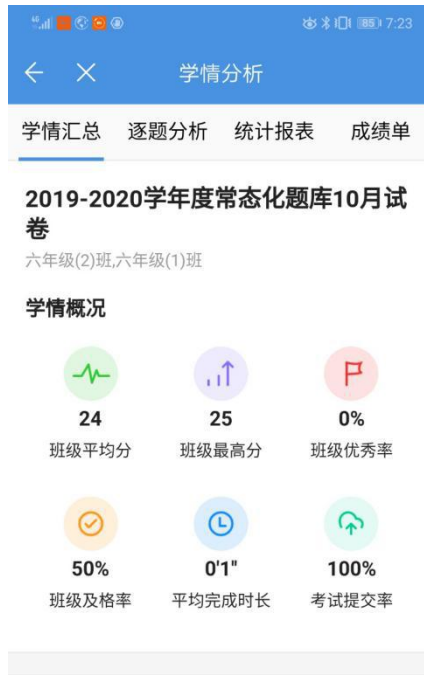 46 85 7:23
学情分析
学情汇总 逐题分析 统计报表 成绩单
2019-2020学年度常态化题库10月试
卷
六年级(2)班,六年级(1)班
学情概况
24 25 0%
班级平均分 班级最高分 班级优秀率
50% 0'1" 100%
班级及格率 平均完成时长 考试提交率